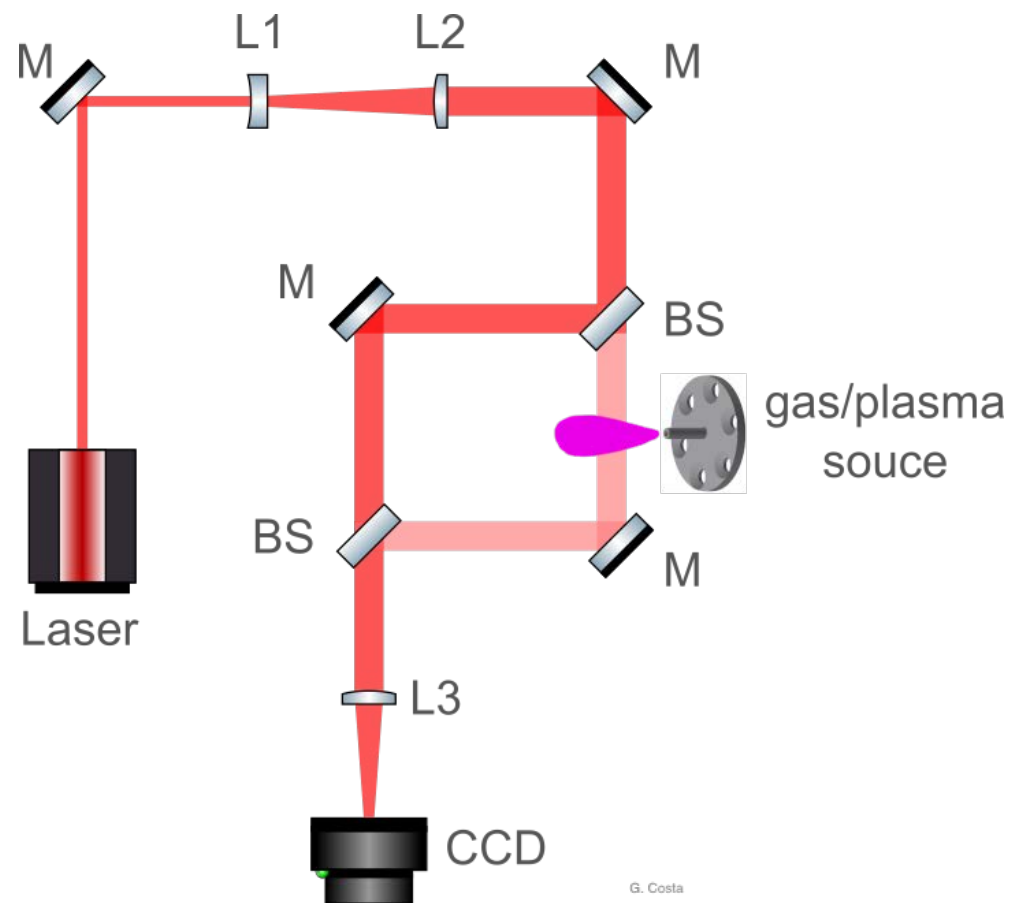 L1
L2
M
M
M
BS
gas/plasma
souce
BS
M
Laser
L3
CCD
G. Costa